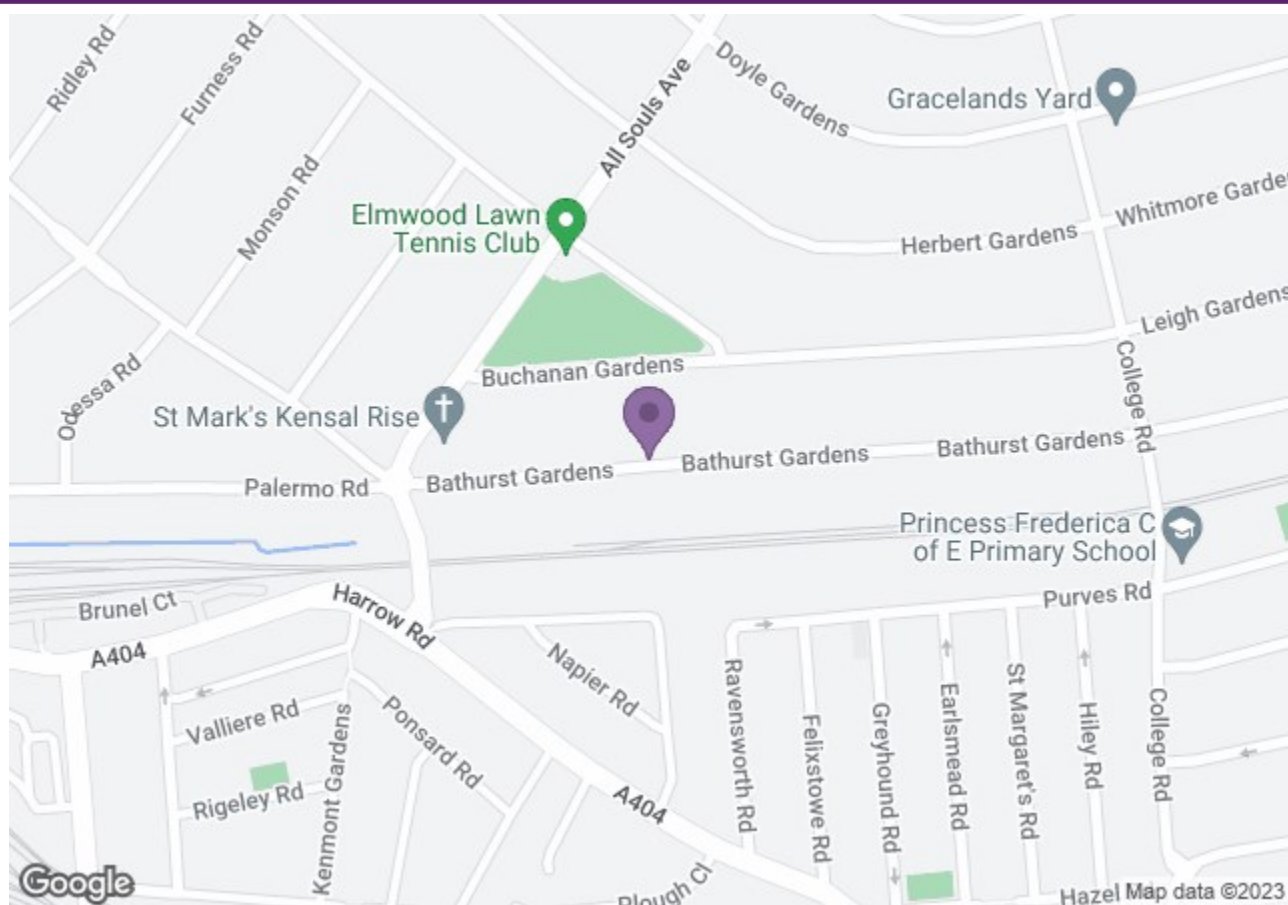 Ridley Rd
Furness Rd
Monson Rd
All Souls Ave
Doyle Gardens
Gracelands Yard
Elmwood Lawn
Tennis Club
Herbert Gardens
Whitmore Garde
Leigh Gardens
College Rd
Odessa Rd
Buchanan Gardens
St Mark's Kensal Rise
Bathurst Gardens
Bathurst Gardens
Bathurst Gardens
Palermo Rd
Princess Frederica C
of E Primary School
Brunel Ct
Harrow Rd
Purves Rd
A404
Napier Rd
Valliere Rd
Ponsard Rd
Kenmont Gardens
Rigeley Rd
A404
Ravensworth Rd
Felixstowe Rd
Greyhound Rd
Earlsmead Rd
St Margaret's Rd
Hiley Rd
College Rd
Plough Cl
Hazel
Google
Map data ©2023